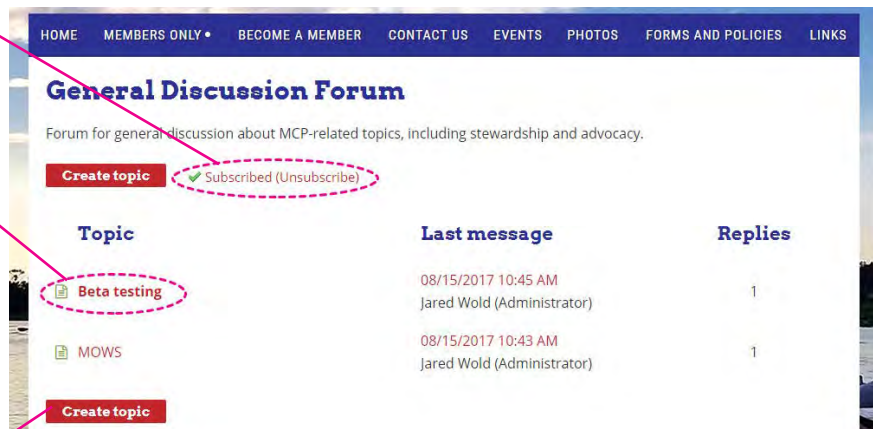 HOME MEMBERS ONLY• BECOME A MEMBER CONTACT US EVENTS PHOTOS FORMS AND POLICIES LINKS
General Discussion Forum
Forum for general discussion about MCP-related topics, including stewardship and advocacy.
Create topic ✔ Subscribed (Unsubscribe)
Topic Last message Replies
Beta testing 08/15/2017 10:45 AM 1
Jared Wold (Administrator)
MOWS 08/15/2017 10:43 AM 1
Jared Wold (Administrator)
Create topic